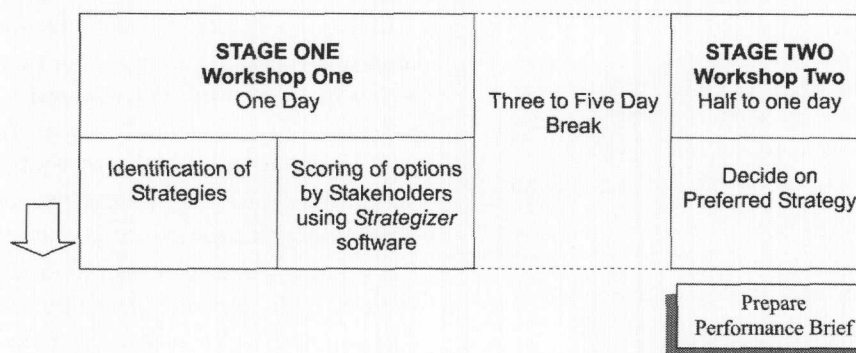 STAGE ONE
Workshop One
One Day
Three to Five Day
Break
STAGE TWO
Workshop Two
Half to one day
Identification of
Strategies
Scoring of options
by Stakeholders
using Strategizer
software
Decide on
Preferred Strategy
Prepare
Performance Brief